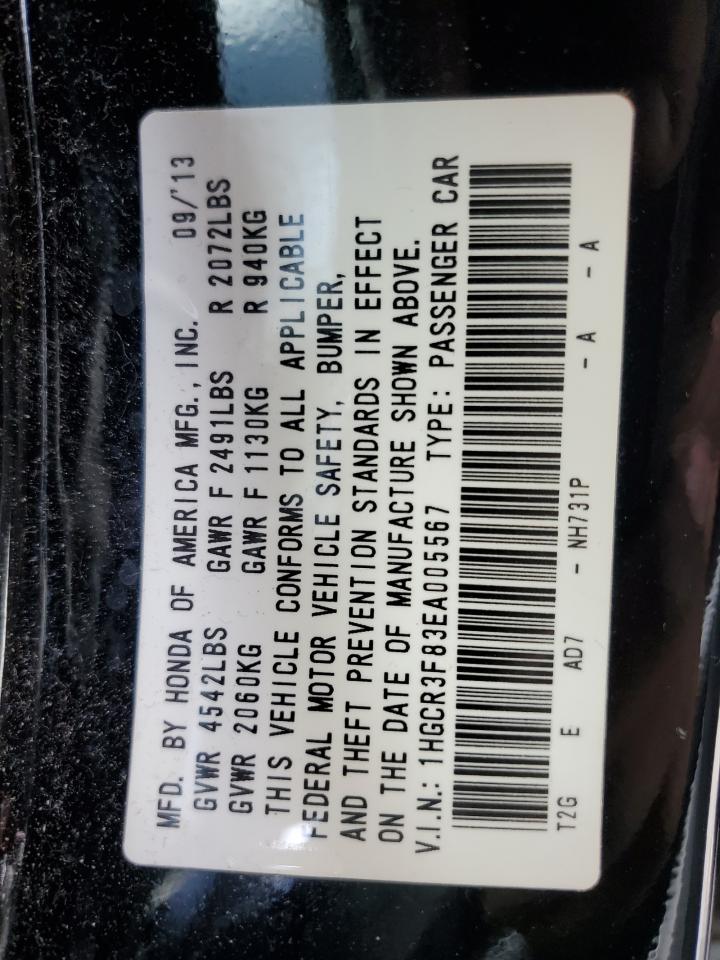 MFD. BY HONDA OF AMERICA MFG., INC. 09/'13
GVWR 4542LBS GAWR F 2491LBS R 2072LBS
GVWR 2060KG GAWR F 1130KG R 940KG
THIS VEHICLE CONFORMS TO ALL APPLICABLE
FEDERAL MOTOR VEHICLE SAFETY, BUMPER,
AND THEFT PREVENTION STANDARDS IN EFFECT
ON THE DATE OF MANUFACTURE SHOWN ABOVE.
V.I.N.: 1HGCR3F83EA005567 TYPE: PASSENGER CAR
T2G E AD7 - NH731P - A - A